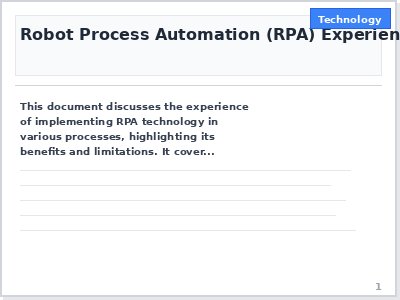 Technology
Robot Process Automation (RPA) Experien
This document discusses the experience
of implementing RPA technology in
various processes, highlighting its
benefits and limitations. It cover...
1